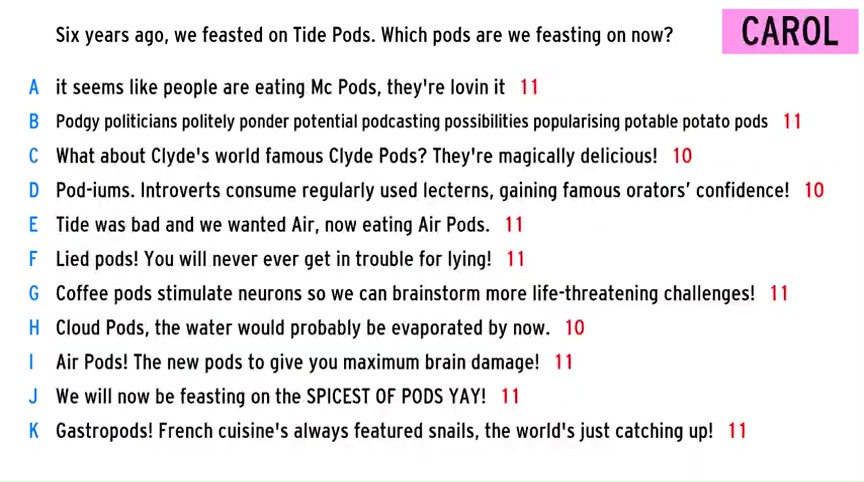 Six years ago, we feasted on Tide Pods. Which pods are we feasting on now?
CAROL
A it seems like people are eating Mc Pods, they're lovin it 11
B Podgy politicians politely ponder potential podcasting possibilities popularising potable potato pods 11
C What about Clyde's world famous Clyde Pods? They're magically delicious! 10
D Pod-iums. Introverts consume regularly used lecterns, gaining famous orators’ confidence! 10
E Tide was bad and we wanted Air, now eating Air Pods. 11
F Lied pods! You will never ever get in trouble for lying! 11
G Coffee pods stimulate neurons so we can brainstorm more life-threatening challenges! 11
H Cloud Pods, the water would probably be evaporated by now. 10
I Air Pods! The new pods to give you maximum brain damage! 11
J We will now be feasting on the SPICEST OF PODS YAY! 11
K Gastropods! French cuisine's always featured snails, the world's just catching up! 11